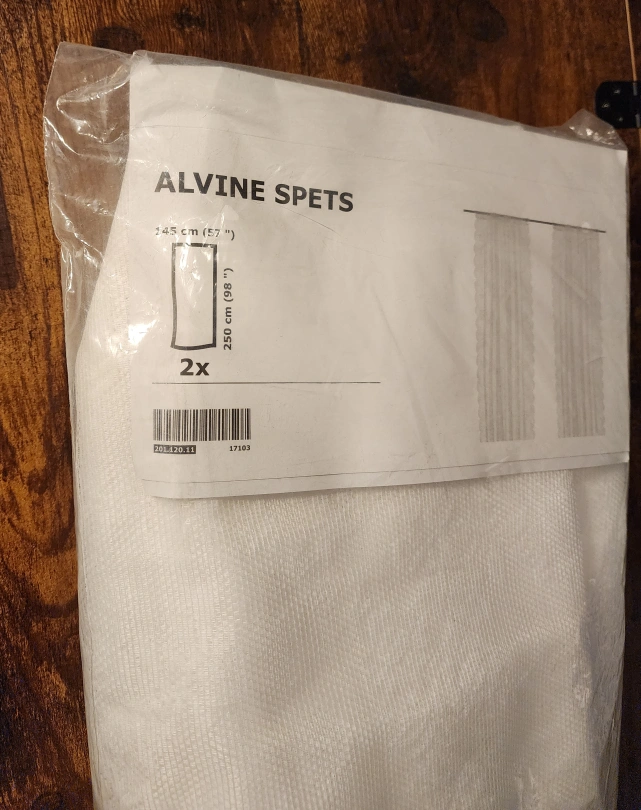 ALVINE SPETS
145 cm (57 ")
250 cm (98 ")
2x
201.120.11 17103